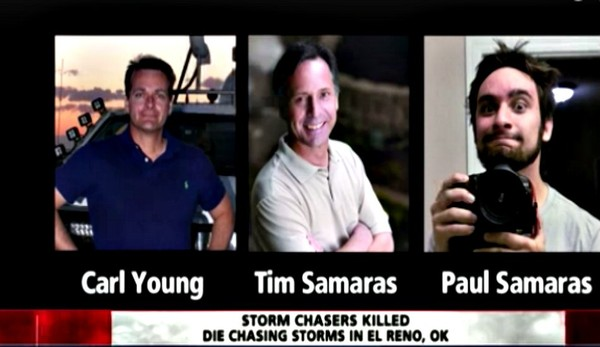 Carl Young Tim Samaras Paul Samaras
STORM CHASERS KILLED
DIE CHASING STORMS IN EL RENO, OK